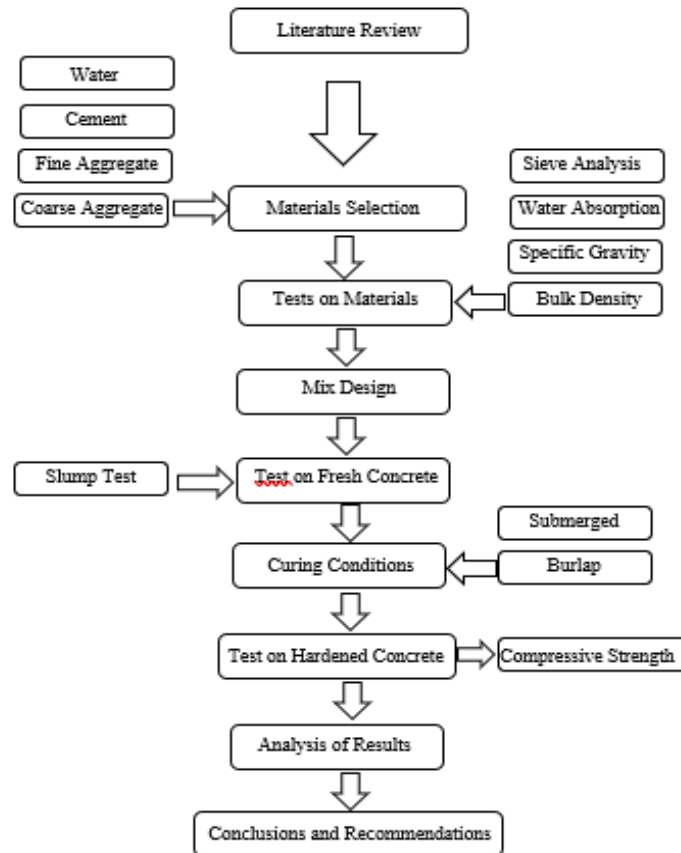 Literature Review
Water
Cement
Fine Aggregate
Coarse Aggregate
Materials Selection
Sieve Analysis
Water Absorption
Specific Gravity
Bulk Density
Tests on Materials
Mix Design
Slump Test
Test on Fresh Concrete
Submerged
Burlap
Curing Conditions
Test on Hardened Concrete
Compressive Strength
Analysis of Results
Conclusions and Recommendations